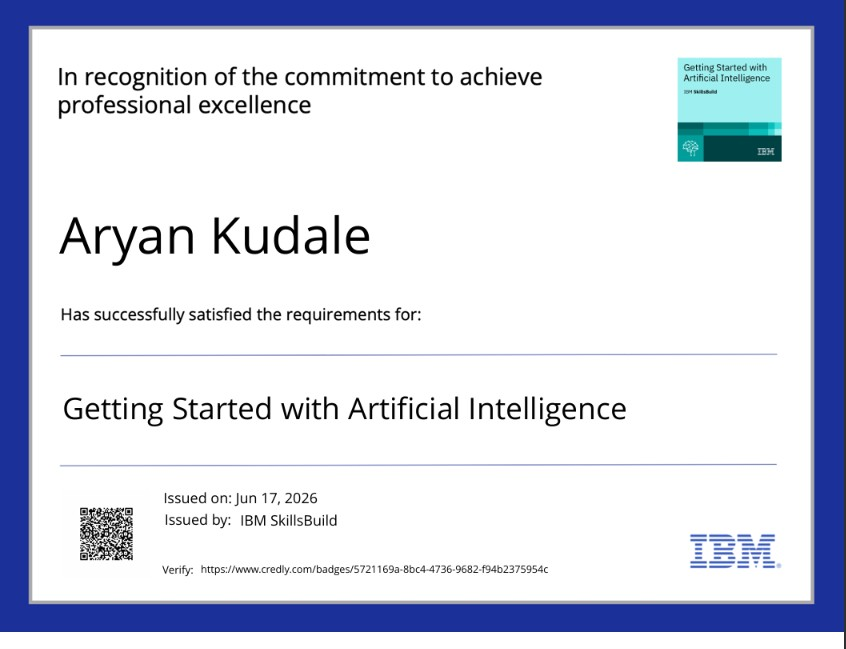 In recognition of the commitment to achieve
professional excellence
Getting Started with
Artificial Intelligence
IBM SkillsBuild
IBM
Aryan Kudale
Has successfully satisfied the requirements for:
Getting Started with Artificial Intelligence
Issued on: Jun 17, 2026
Issued by: IBM SkillsBuild
Verify: https://www.credly.com/badges/5721169a-8bc4-4736-9682-f94b2375954c
IBM®